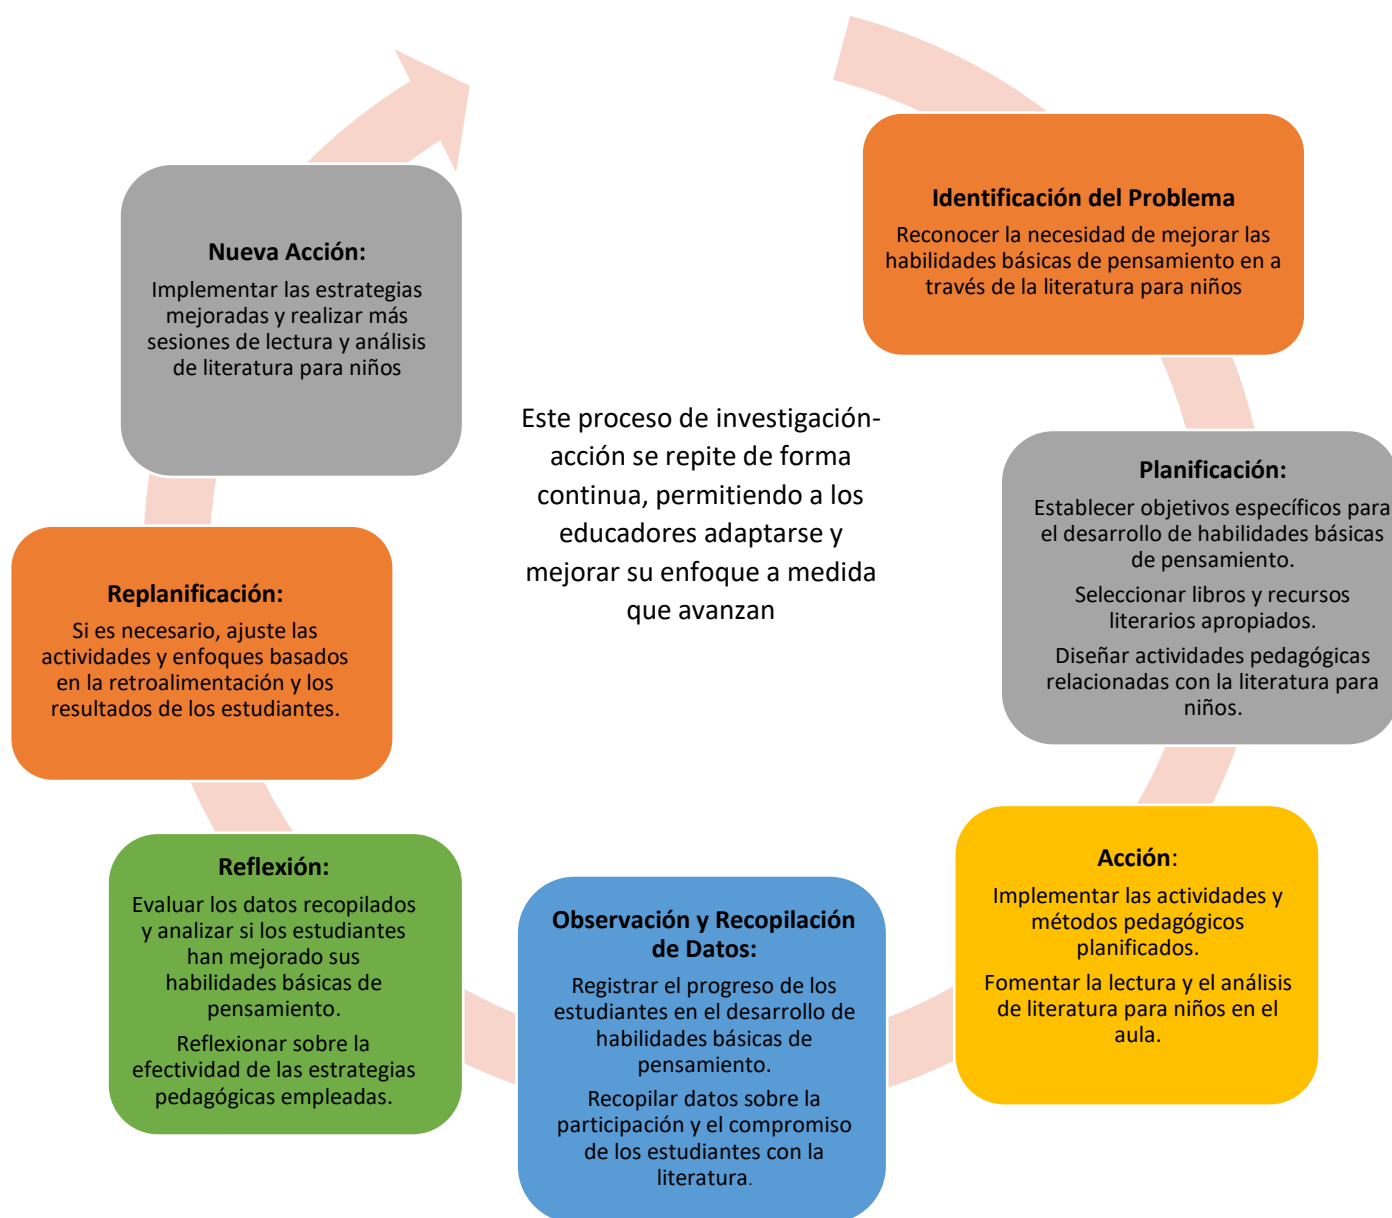 Identificación del Problema
Reconocer la necesidad de mejorar las
habilidades básicas de pensamiento en a
través de la literatura para niños
Planificación:
Establecer objetivos específicos para
el desarrollo de habilidades básicas
de pensamiento.
Seleccionar libros y recursos
literarios apropiados.
Diseñar actividades pedagógicas
relacionadas con la literatura para
niños.
Acción:
Implementar las actividades y
métodos pedagógicos
planificados.
Fomentar la lectura y el análisis
de literatura para niños en el
aula.
Observación y Recopilación
de Datos:
Registrar el progreso de los
estudiantes en el desarrollo de
habilidades básicas de
pensamiento.
Recopilar datos sobre la
participación y el compromiso
de los estudiantes con la
literatura.
Reflexión:
Evaluar los datos recopilados
y analizar si los estudiantes
han mejorado sus
habilidades básicas de
pensamiento.
Reflexionar sobre la
efectividad de las estrategias
pedagógicas empleadas.
Replanificación:
Si es necesario, ajuste las
actividades y enfoques basados
en la retroalimentación y los
resultados de los estudiantes.
Nueva Acción:
Implementar las estrategias
mejoradas y realizar más
sesiones de lectura y análisis
de literatura para niños
Este proceso de investigación-
acción se repite de forma
continua, permitiendo a los
educadores adaptarse y
mejorar su enfoque a medida
que avanzan